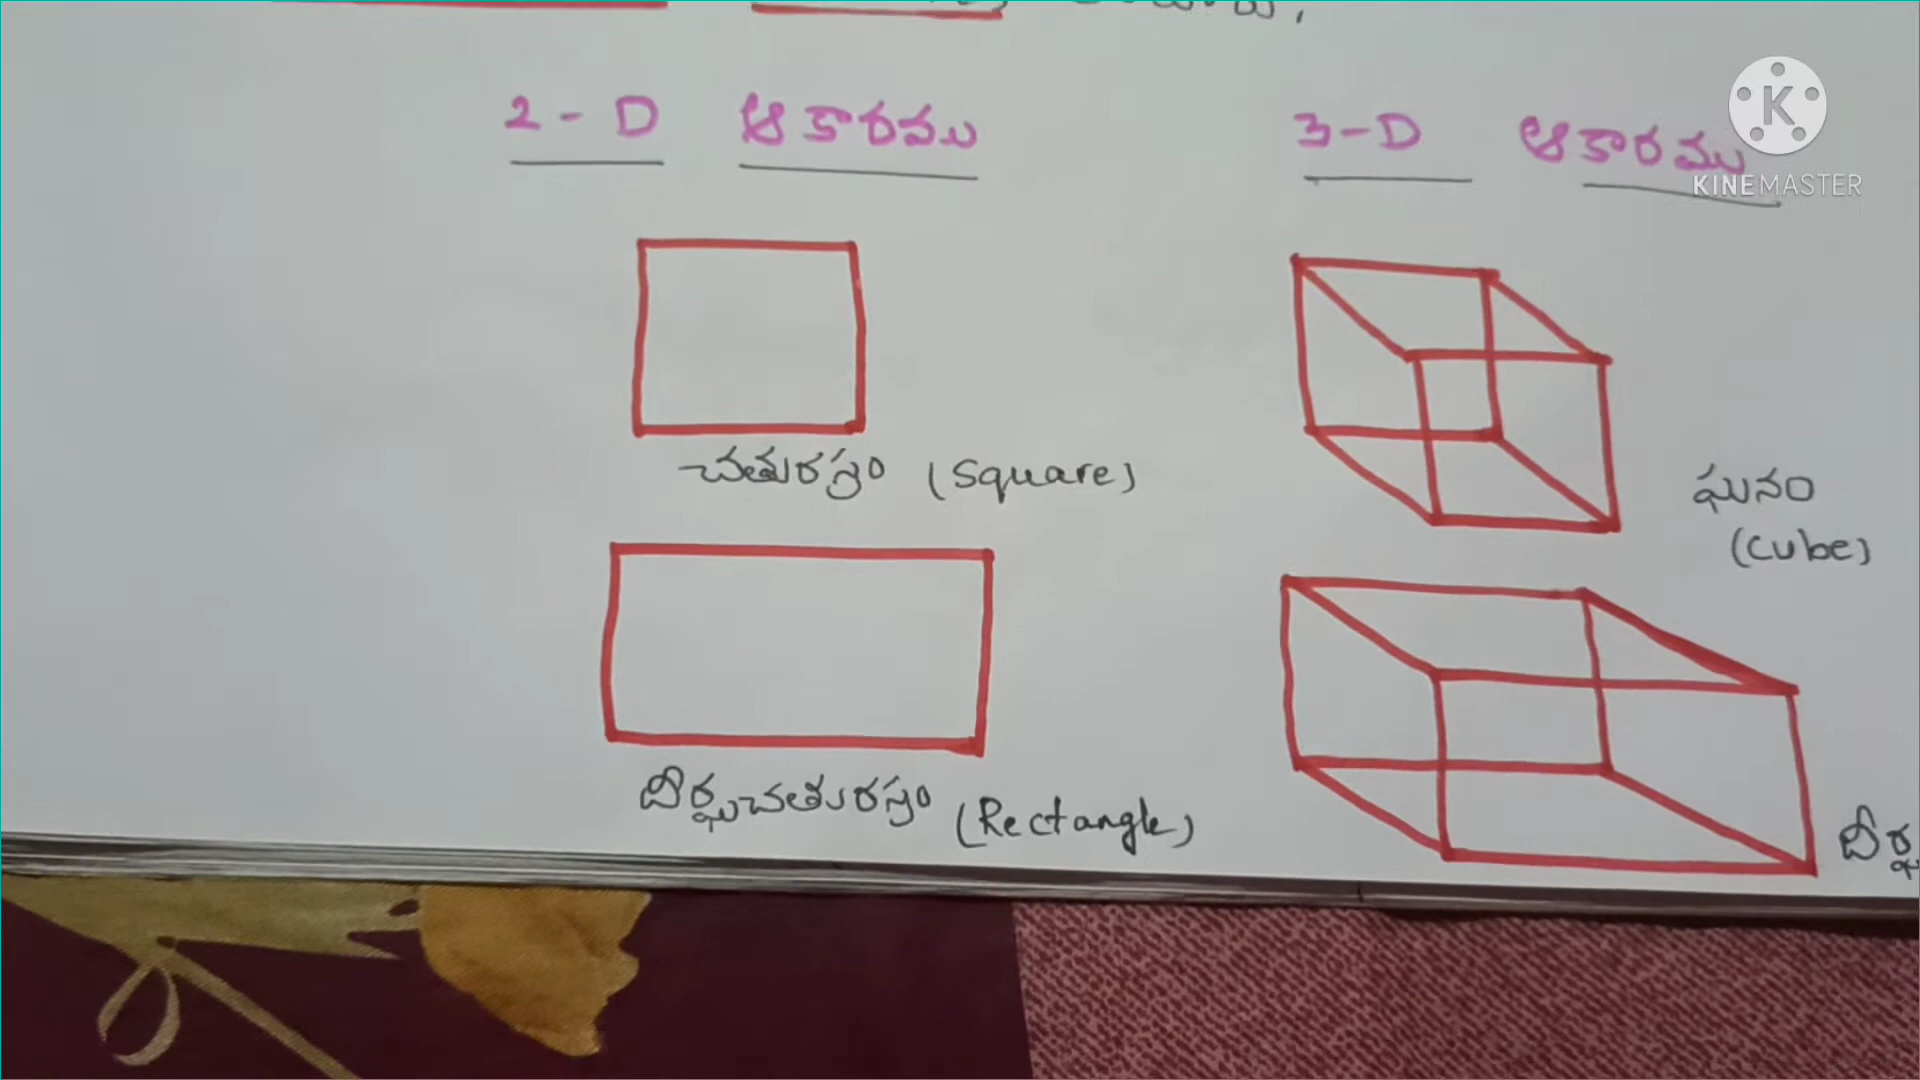 2 - D ఆకారము
3-D ఆకారము
KINEMASTER
చతురస్రం (Square)
ఘనం
(cube)
దీర్ఘచతురస్రం (Rectangle)